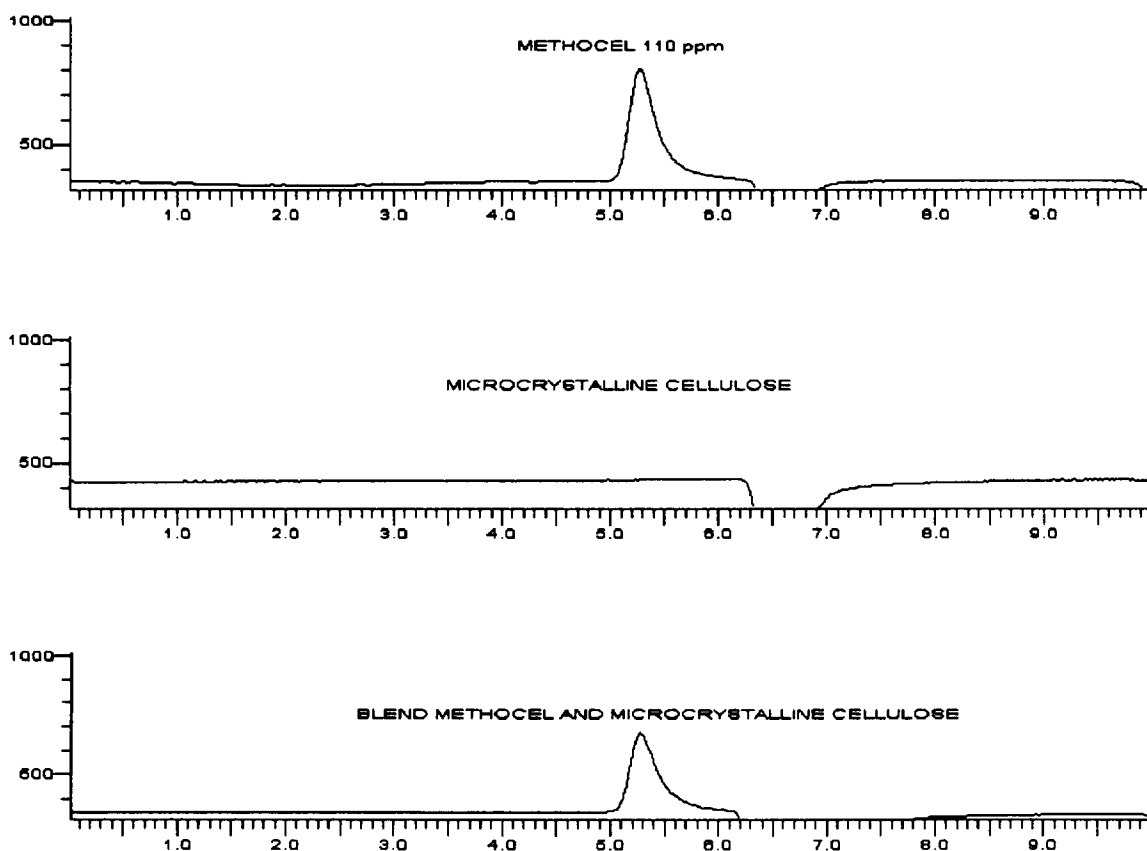 1000
METHOCEL 110 ppm
500
1.0 2.0 3.0 4.0 5.0 6.0 7.0 8.0 9.0
1000
MICROCRYSTALLINE CELLULOSE
500
1.0 2.0 3.0 4.0 5.0 6.0 7.0 8.0 9.0
1000
BLEND METHOCEL AND MICROCRYSTALLINE CELLULOSE
500
1.0 2.0 3.0 4.0 5.0 6.0 7.0 8.0 9.0